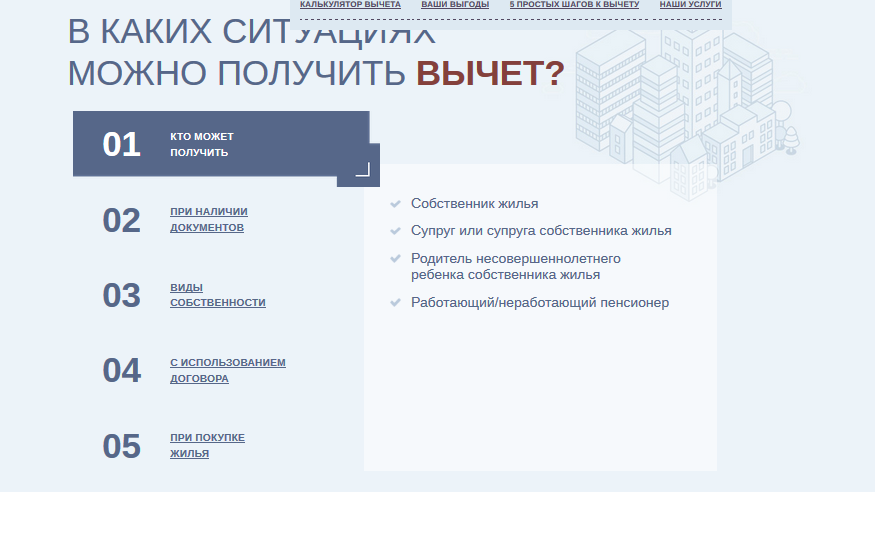 КАЛЬКУЛЯТОР ВЫЧЕТА ВАШИ ВЫГОДЫ 5 ПРОСТЫХ ШАГОВ К ВЫЧЕТУ НАШИ УСЛУГИ
В КАКИХ СИТУАЦИЯХ
МОЖНО ПОЛУЧИТЬ ВЫЧЕТ?
01 КТО МОЖЕТ
ПОЛУЧИТЬ
02 ПРИ НАЛИЧИИ
ДОКУМЕНТОВ
03 ВИДЫ
СОБСТВЕННОСТИ
04 С ИСПОЛЬЗОВАНИЕМ
ДОГОВОРА
05 ПРИ ПОКУПКЕ
ЖИЛЬЯ
Собственник жилья
Супруг или супруга собственника жилья
Родитель несовершеннолетнего
ребенка собственника жилья
Работающий/неработающий пенсионер